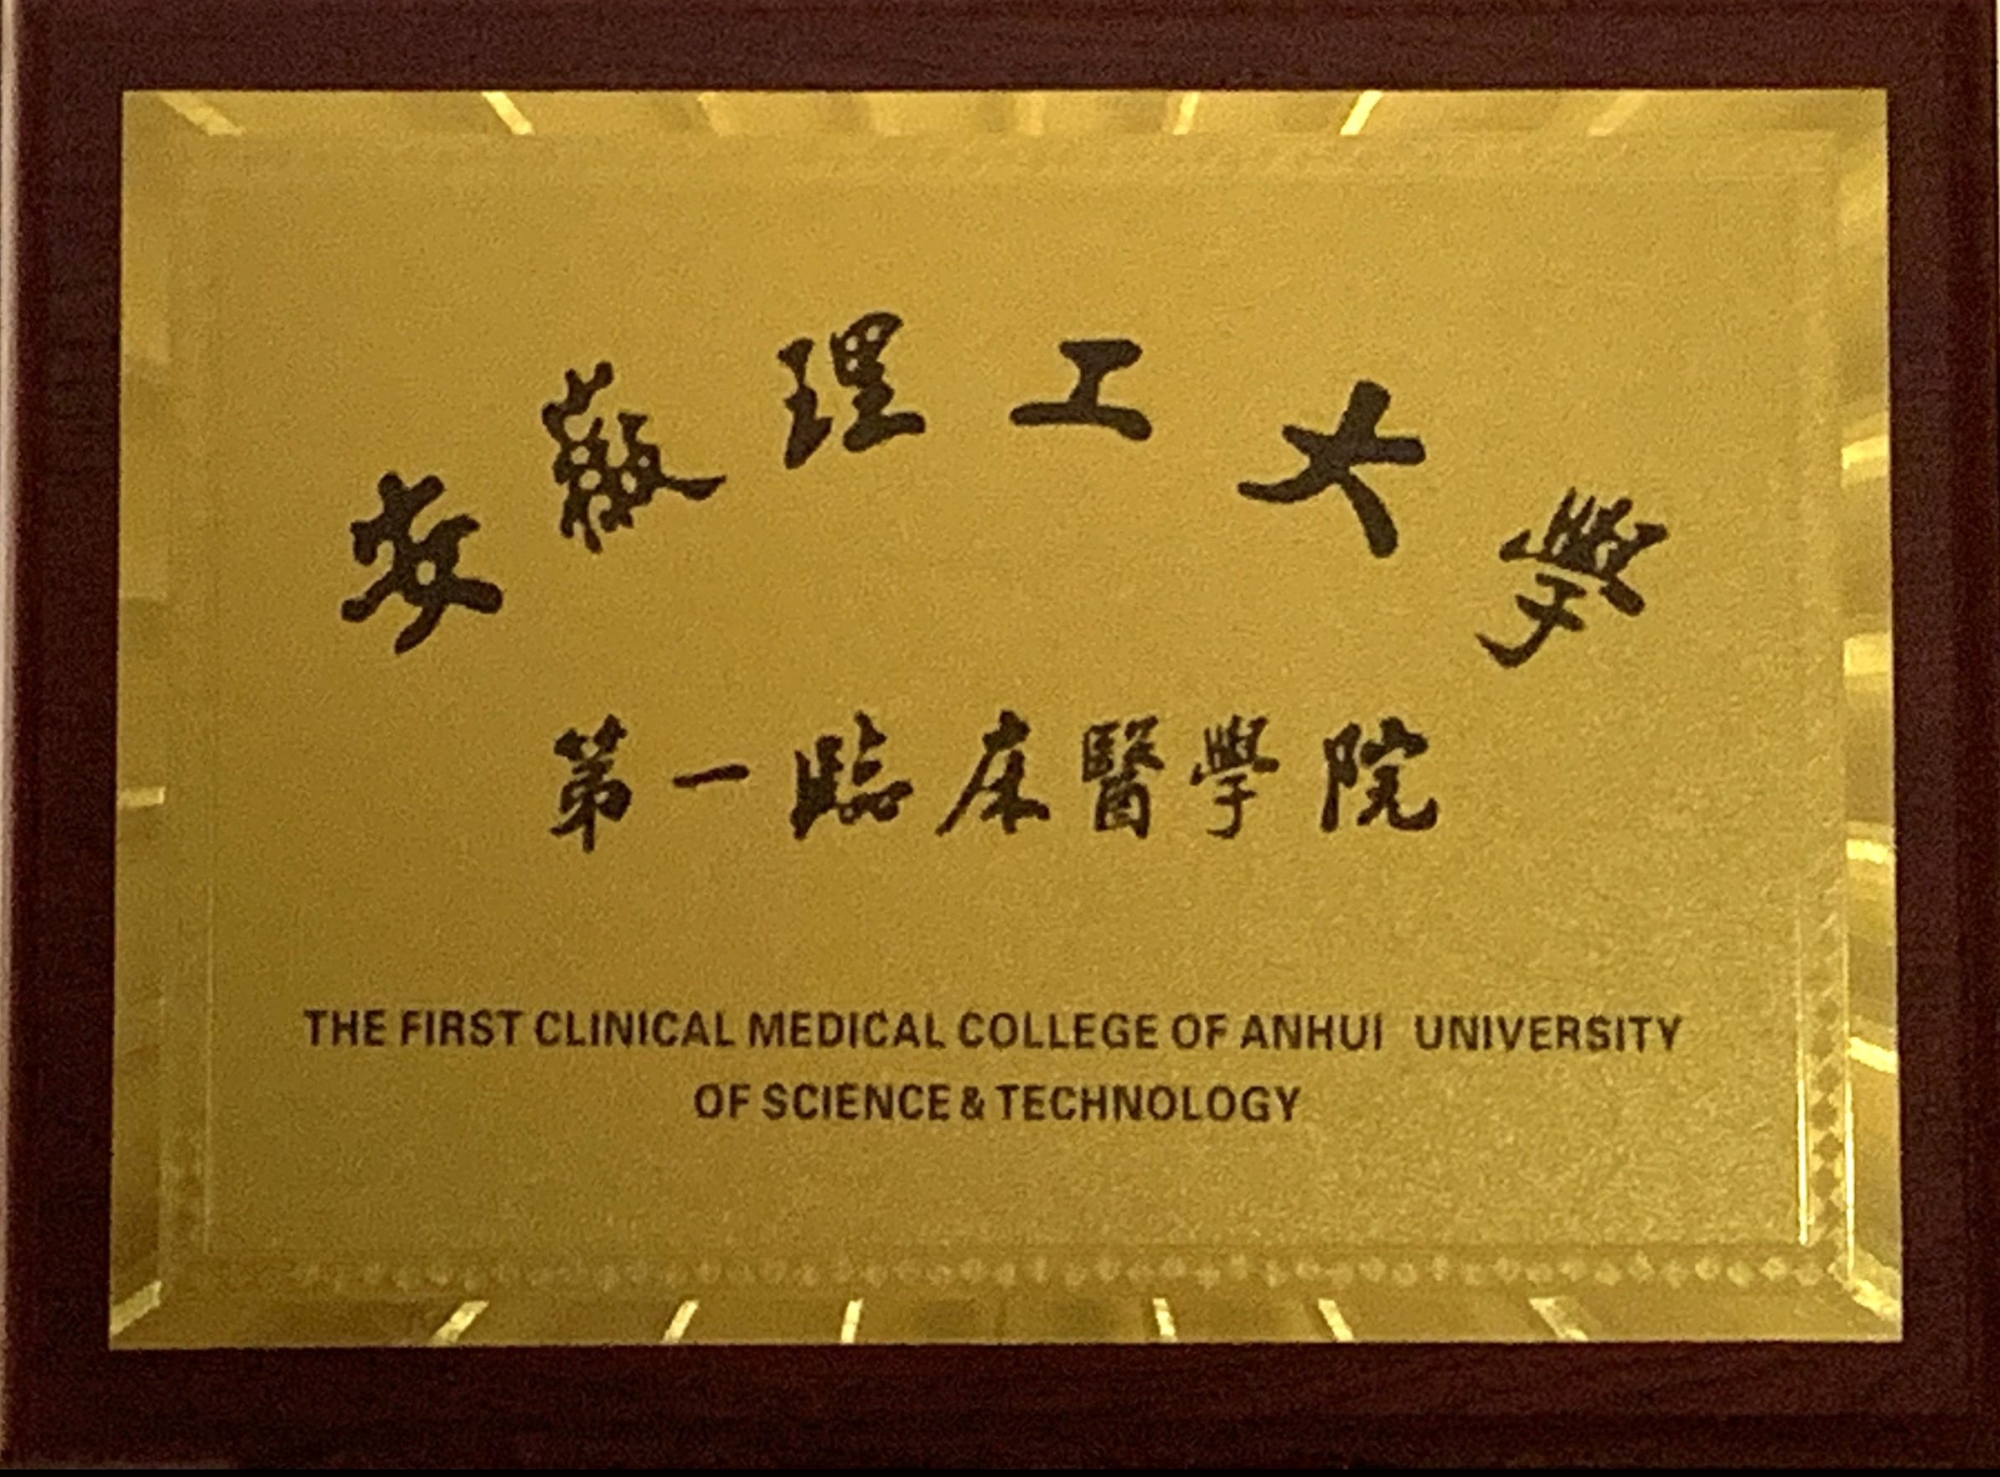 安徽理工大學
第一臨床醫學院
THE FIRST CLINICAL MEDICAL COLLEGE OF ANHUI UNIVERSITY
OF SCIENCE & TECHNOLOGY